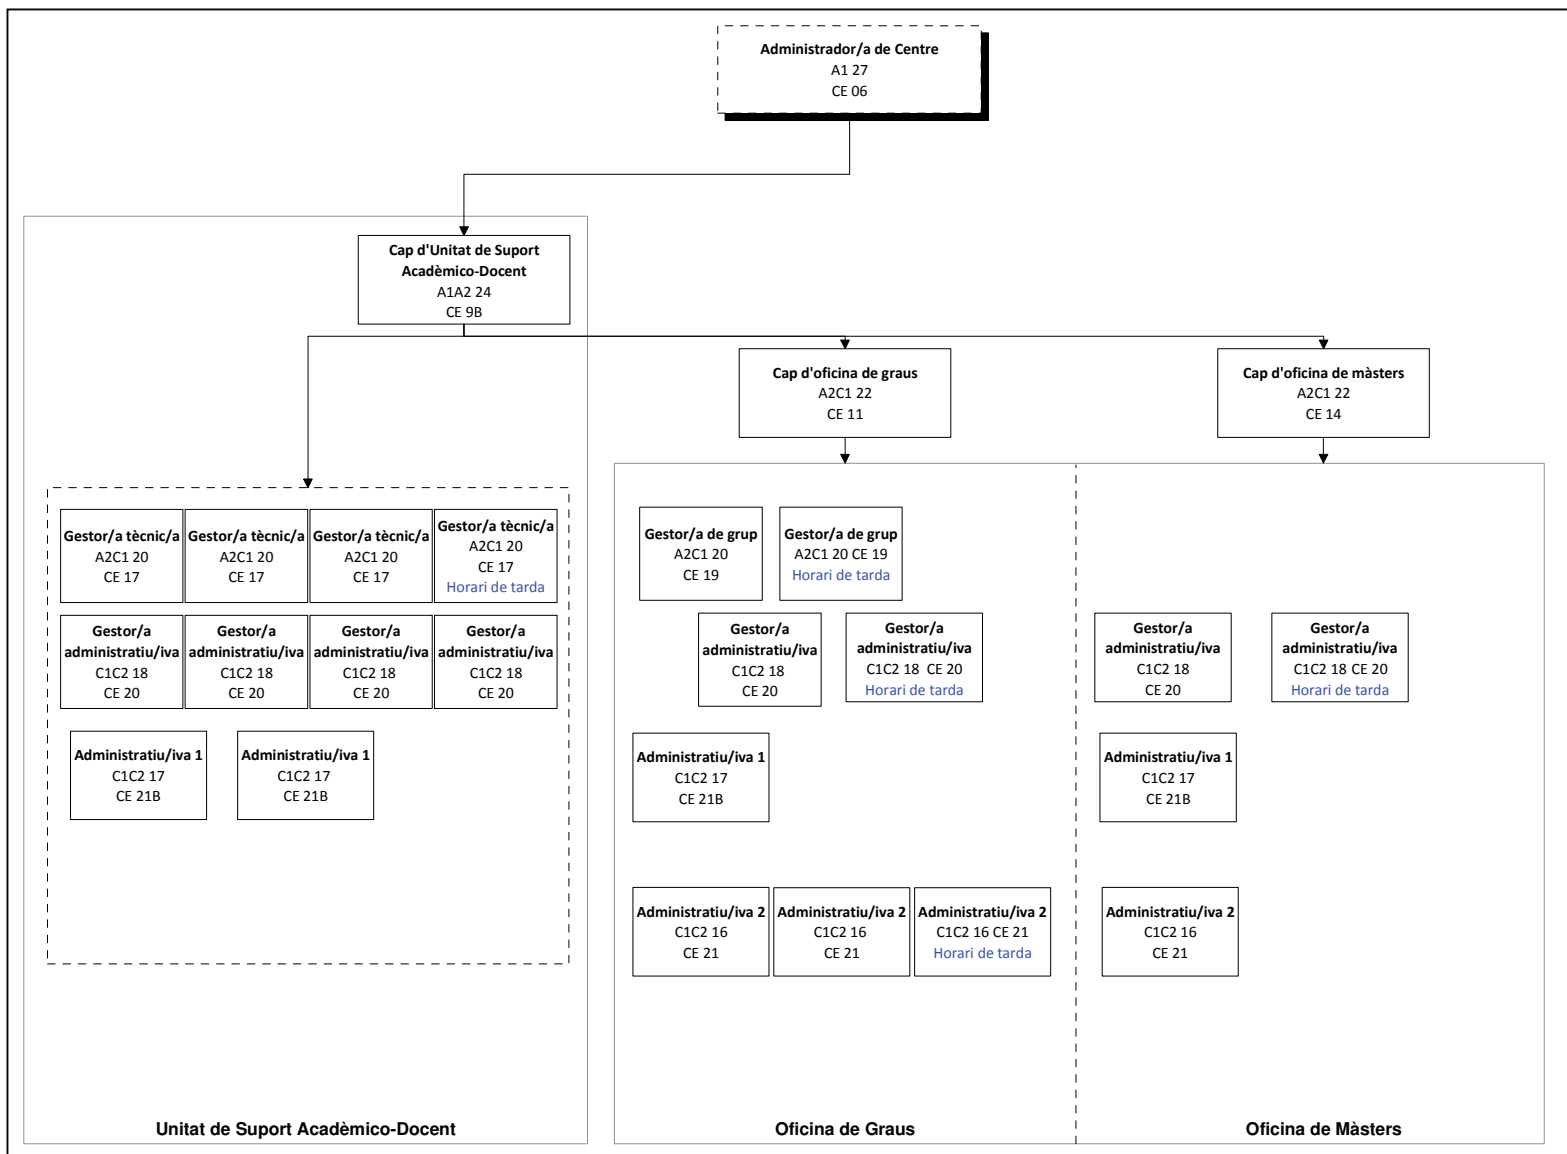 Administrador/a de Centre
A1 27
CE 06
Cap d'Unitat de Suport
Acadèmico-Docent
A1A2 24
CE 9B
Cap d'oficina de graus
A2C1 22
CE 11
Cap d'oficina de màsters
A2C1 22
CE 14
Gestor/a tècnic/a
A2C1 20
CE 17
Gestor/a tècnic/a
A2C1 20
CE 17
Gestor/a tècnic/a
A2C1 20
CE 17
Gestor/a tècnic/a
A2C1 20
CE 17
Horari de tarda
Gestor/a
administratiu/iva
C1C2 18
CE 20
Gestor/a
administratiu/iva
C1C2 18
CE 20
Gestor/a
administratiu/iva
C1C2 18
CE 20
Gestor/a
administratiu/iva
C1C2 18
CE 20
Administratiu/iva 1
C1C2 17
CE 21B
Administratiu/iva 1
C1C2 17
CE 21B
Unitat de Suport Acadèmico-Docent
Gestor/a de grup
A2C1 20
CE 19
Gestor/a de grup
A2C1 20 CE 19
Horari de tarda
Gestor/a
administratiu/iva
C1C2 18
CE 20
Gestor/a
administratiu/iva
C1C2 18 CE 20
Horari de tarda
Administratiu/iva 1
C1C2 17
CE 21B
Administratiu/iva 2
C1C2 16
CE 21
Administratiu/iva 2
C1C2 16
CE 21
Administratiu/iva 2
C1C2 16 CE 21
Horari de tarda
Oficina de Graus
Gestor/a
administratiu/iva
C1C2 18
CE 20
Gestor/a
administratiu/iva
C1C2 18 CE 20
Horari de tarda
Administratiu/iva 1
C1C2 17
CE 21B
Administratiu/iva 2
C1C2 16
CE 21
Oficina de Màsters